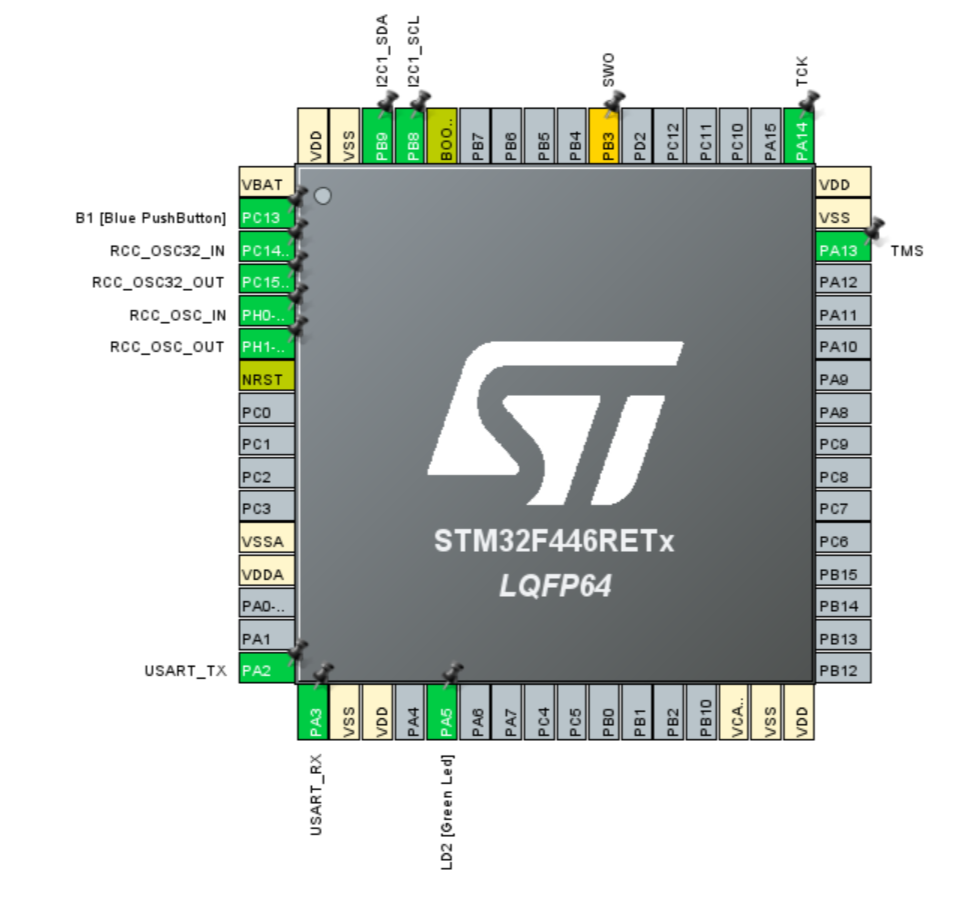 I2C1_SDA
I2C1_SCL
SWO
TCK
VDD
VSS
PB9
PB8
BOO..
PB7
PB6
PB5
PB4
PB3
PD2
PC12
PC11
PC10
PA15
PA14
VBAT
B1 [Blue PushButton] PC13
RCC_OSC32_IN PC14..
RCC_OSC32_OUT PC15..
RCC_OSC_IN PH0-..
RCC_OSC_OUT PH1-..
NRST
PC0
PC1
PC2
PC3
VSSA
VDDA
PA0-..
PA1
USART_TX PA2
VDD
VSS
PA13 TMS
PA12
PA11
PA10
PA9
PA8
PC9
PC8
PC7
PC6
PB15
PB14
PB13
PB12
ST
STM32F446RETx
LQFP64
PA3
VSS
VDD
PA4
PA5
PA6
PA7
PC4
PC5
PB0
PB1
PB2
PB10
VCA..
VSS
VDD
USART_RX
LD2 [Green Led]